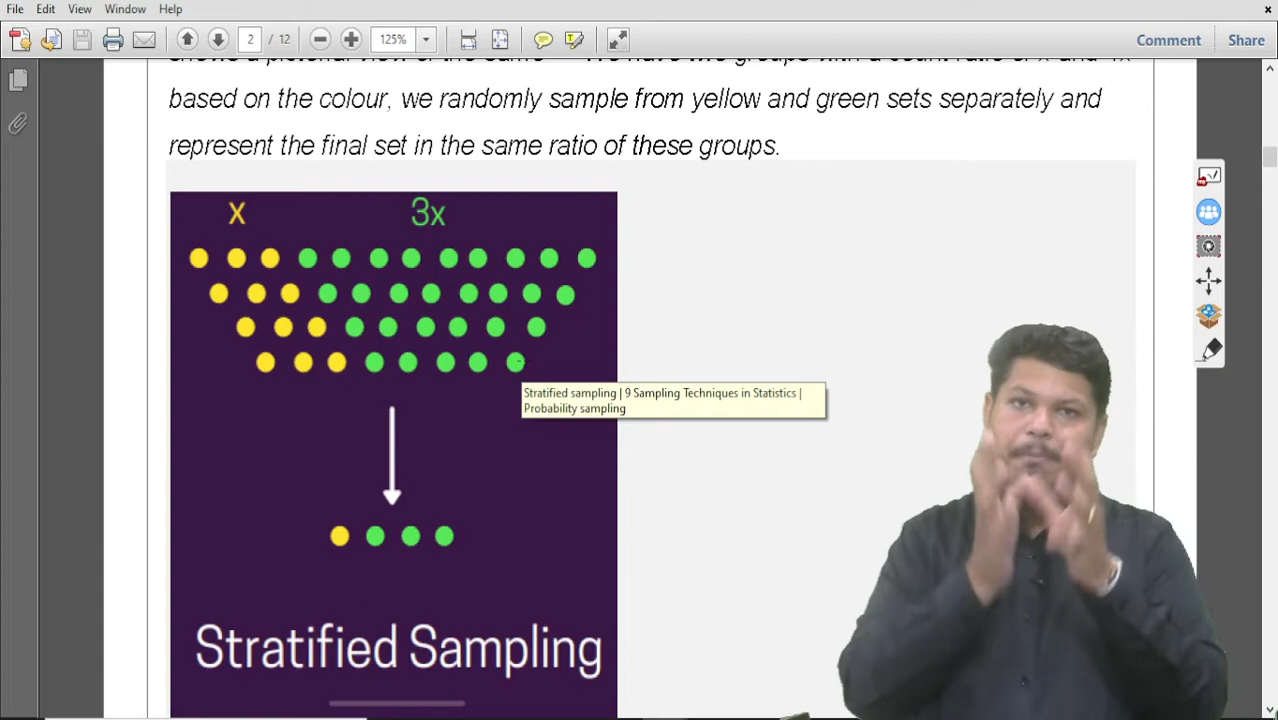 File Edit View Window Help
2 / 12 125% Comment Share
based on the colour, we randomly sample from yellow and green sets separately and
represent the final set in the same ratio of these groups.
x 3x
Stratified sampling | 9 Sampling Techniques in Statistics |
Probability sampling
Stratified Sampling